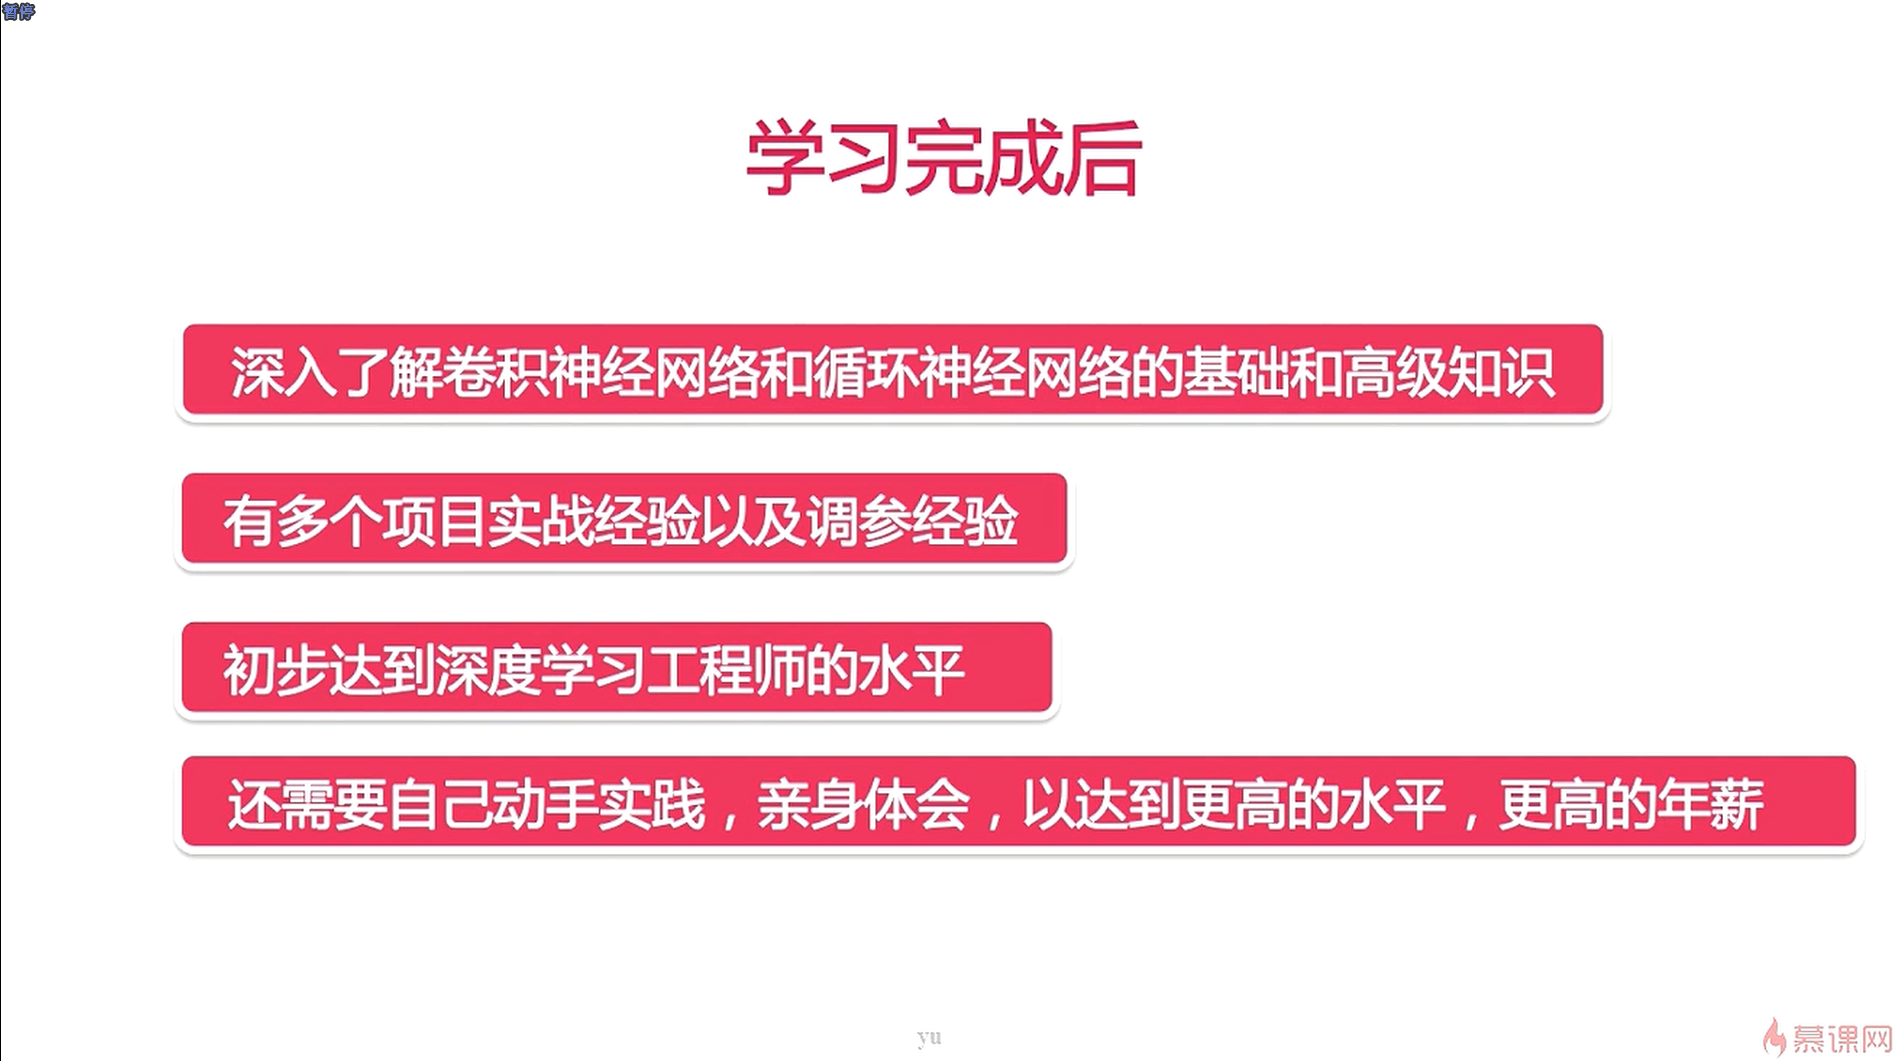 暂停
学习完成后
深入了解卷积神经网络和循环神经网络的基础和高级知识
有多个项目实战经验以及调参经验
初步达到深度学习工程师的水平
还需要自己动手实践，亲身体会，以达到更高的水平，更高的年薪
yu
慕课网